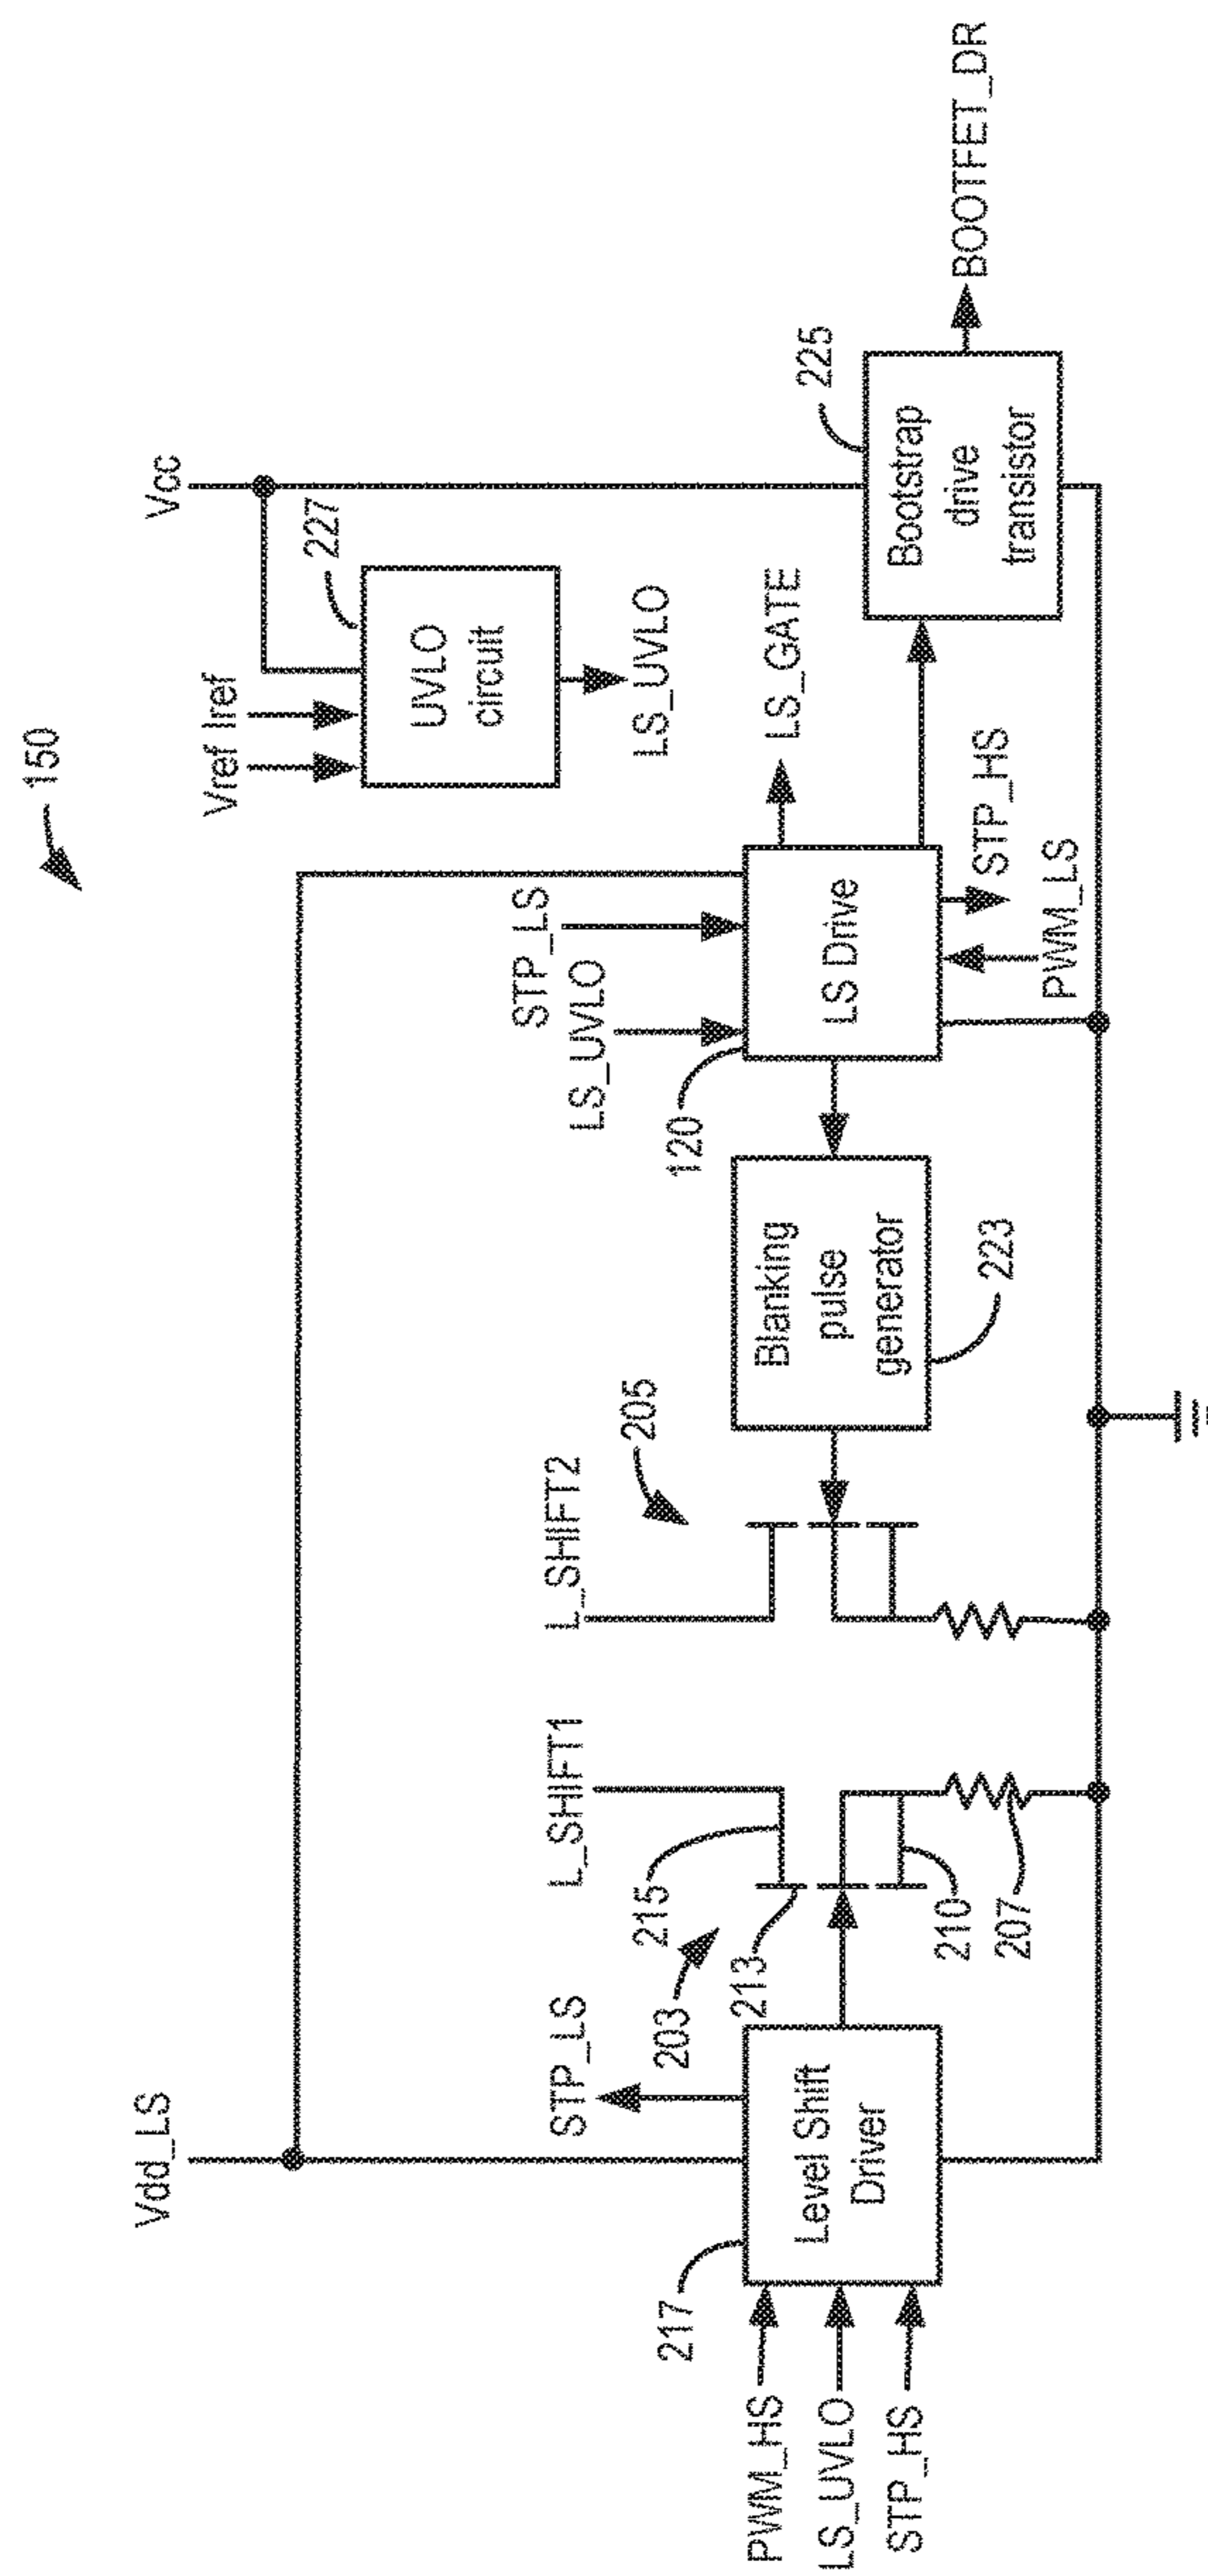 150
Vdd_LS
Vcc
Vref Iref
227
UVLO
circuit
LS_UVLO
STP_LS
L_SHIFT1
L_SHIFT2
STP_LS
LS_UVLO
LS_GATE
225
BOOTFET_DR
217
203
215
213
205
120
PWM_HS
LS_UVLO
STP_HS
Level Shift
Driver
Blanking
pulse
generator
LS Drive
Bootstrap
drive
transistor
210
207
223
PWM_LS
STP_HS